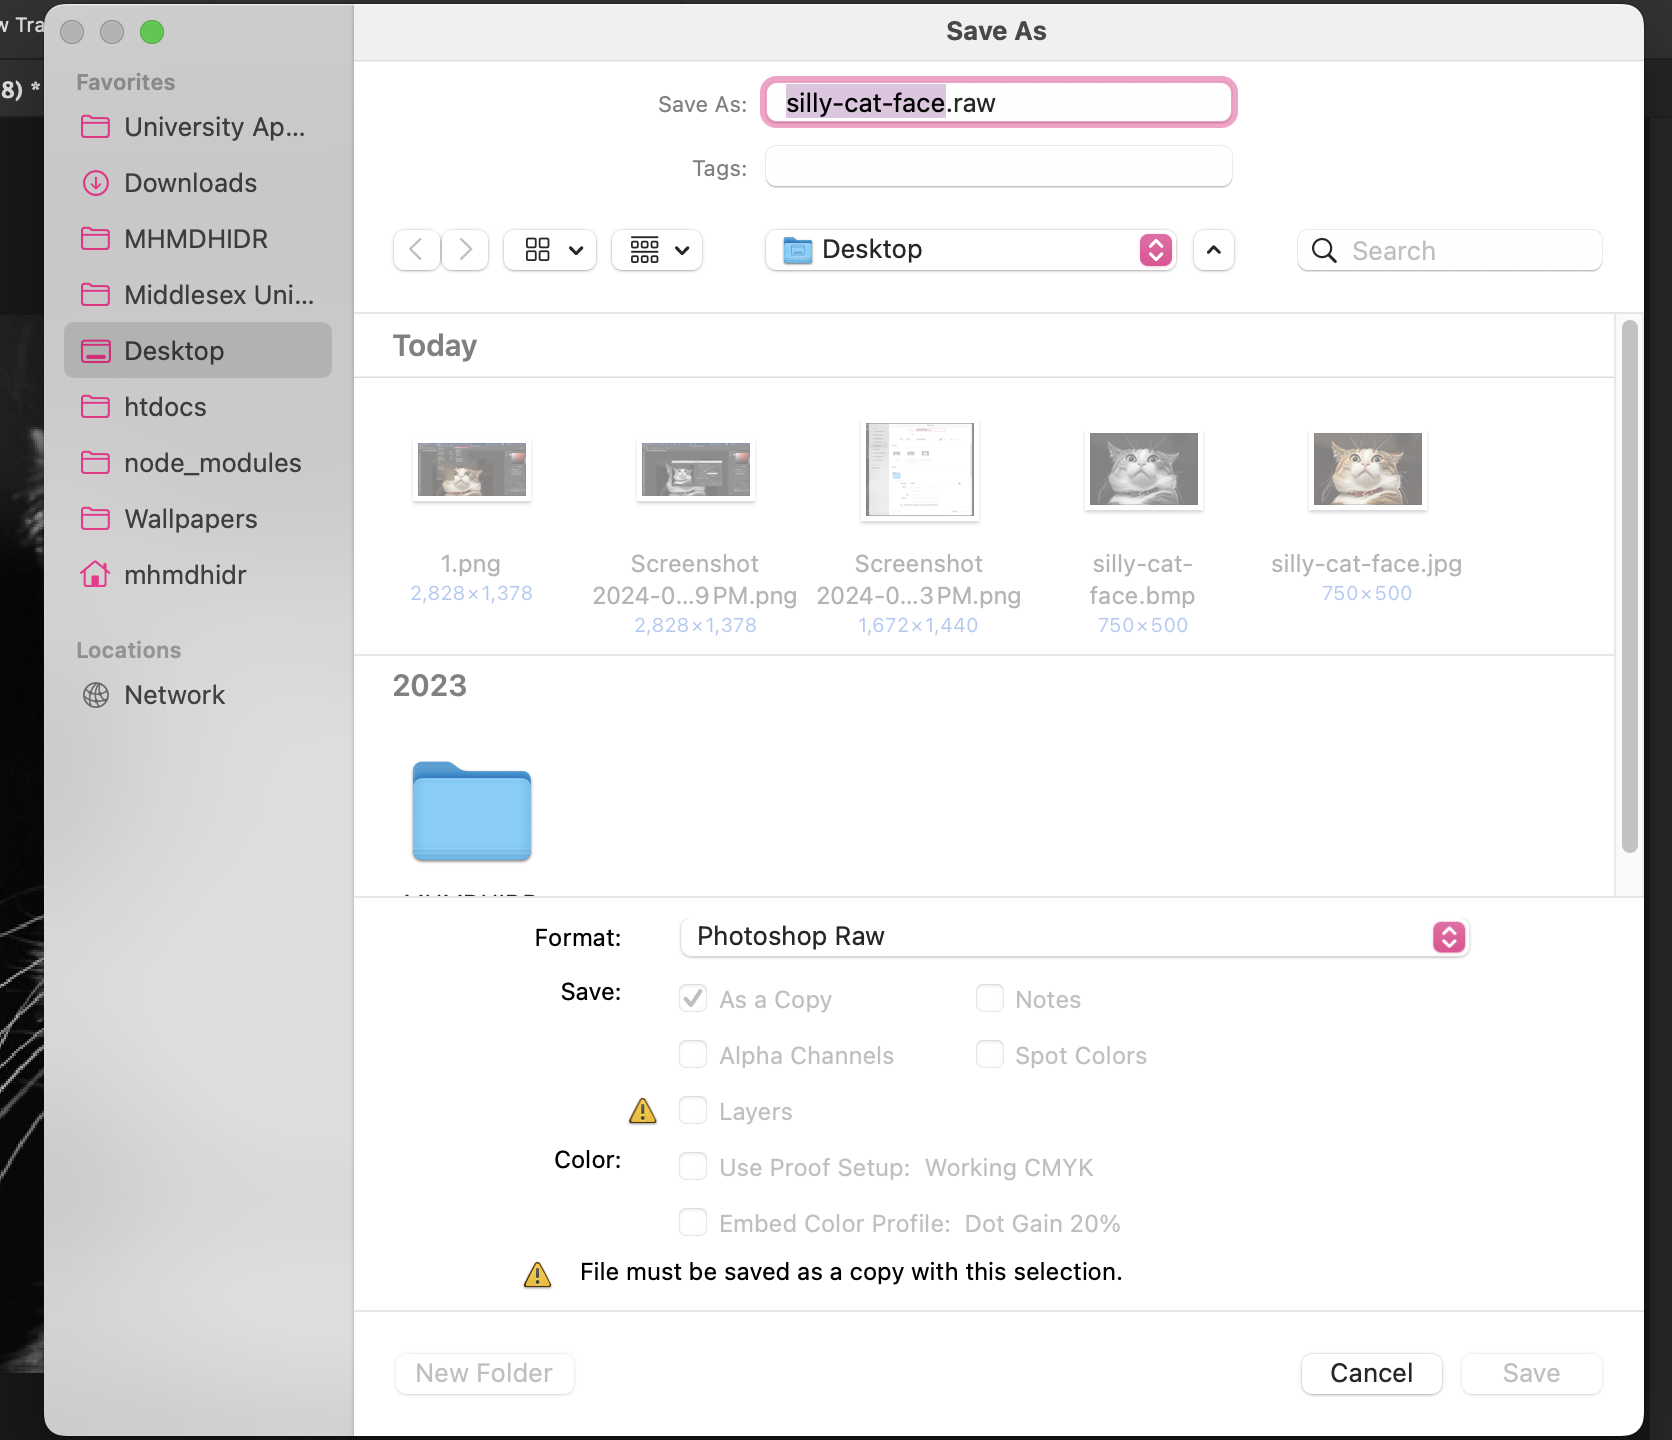 w Tra
8) *
Save As
Favorites
University Ap...
Downloads
MHMDHIDR
Middlesex Uni...
Desktop
htdocs
node_modules
Wallpapers
mhmdhidr
Locations
Network
Save As: silly-cat-face.raw
Tags:
Desktop
Search
Today
1.png
2,828×1,378
Screenshot
2024-0...9 PM.png
2,828×1,378
Screenshot
2024-0...3 PM.png
1,672×1,440
silly-cat-
face.bmp
750×500
silly-cat-face.jpg
750×500
2023
Format: Photoshop Raw
Save: As a Copy Notes
Alpha Channels Spot Colors
Layers
Color: Use Proof Setup: Working CMYK
Embed Color Profile: Dot Gain 20%
File must be saved as a copy with this selection.
New Folder Cancel Save